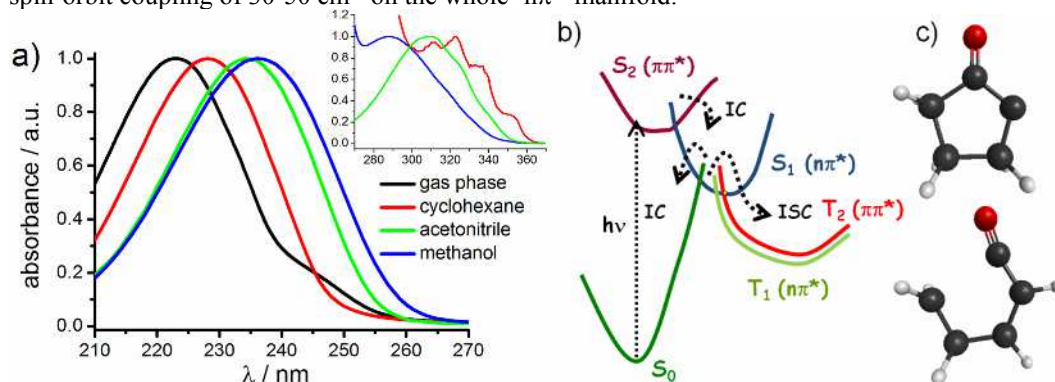 spin-orbit coupling of 30-50 cm⁻¹ on the whole ¹nπ* manifold.
a)
absorbance / a.u.
1.0
0.8
0.6
0.4
0.2
0.0
210 220 230 240 250 260 270
λ / nm
1.0
0.8
0.6
0.4
0.2
0.0
280 300 320 340 360
gas phase
cyclohexane
acetonitrile
methanol
b)
S₂ (ππ*)
IC
S₁ (nπ*)
hν
IC
ISC
T₂ (ππ*)
T₁ (nπ*)
S₀
c)